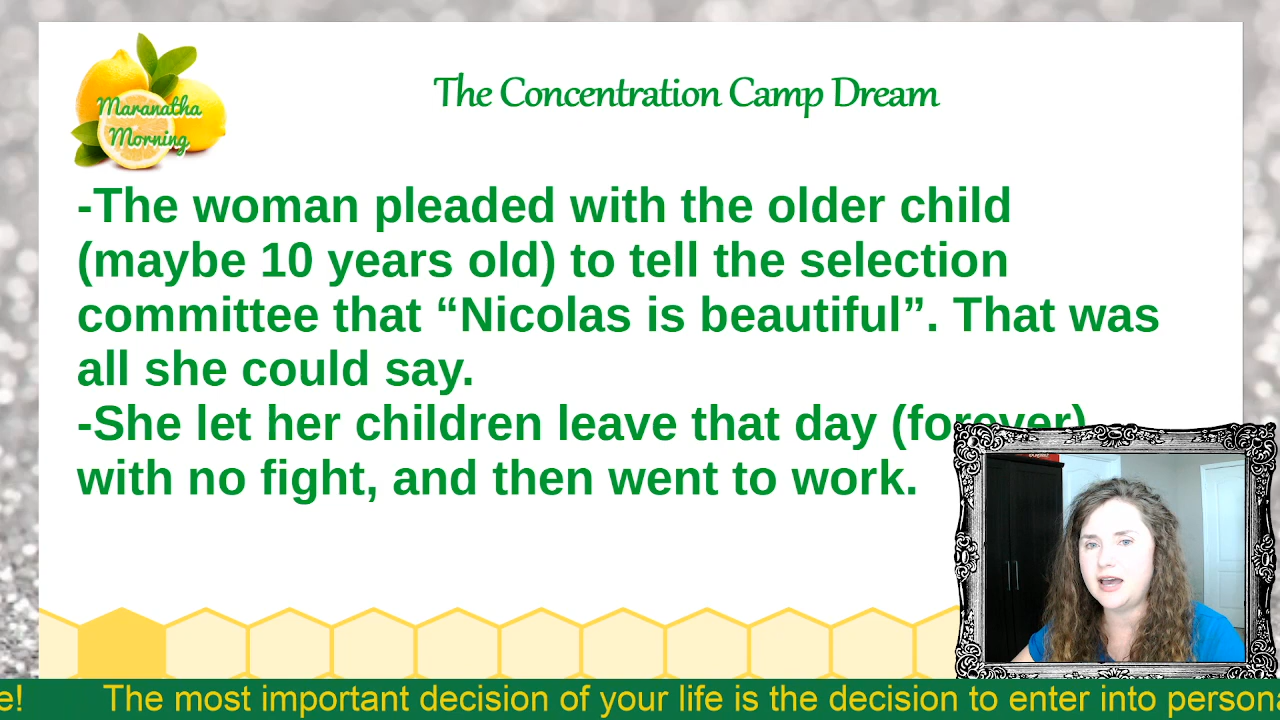 The Concentration Camp Dream
Maranatha
Morning
-The woman pleaded with the older child
(maybe 10 years old) to tell the selection
committee that “Nicolas is beautiful”. That was
all she could say.
-She let her children leave that day (forever)
with no fight, and then went to work.
e! The most important decision of your life is the decision to enter into persona